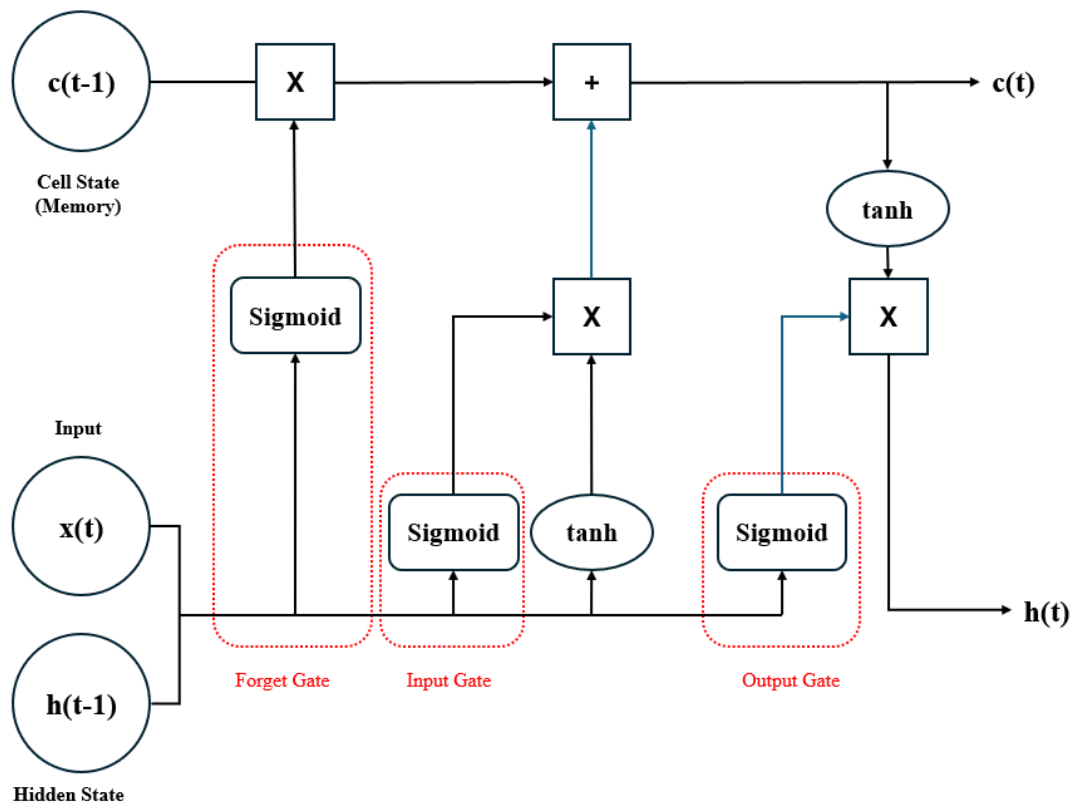 c(t-1)
X
+
c(t)
Cell State
(Memory)
tanh
Sigmoid
X
X
Input
x(t)
Sigmoid
tanh
Sigmoid
h(t)
Forget Gate
Input Gate
Output Gate
h(t-1)
Hidden State